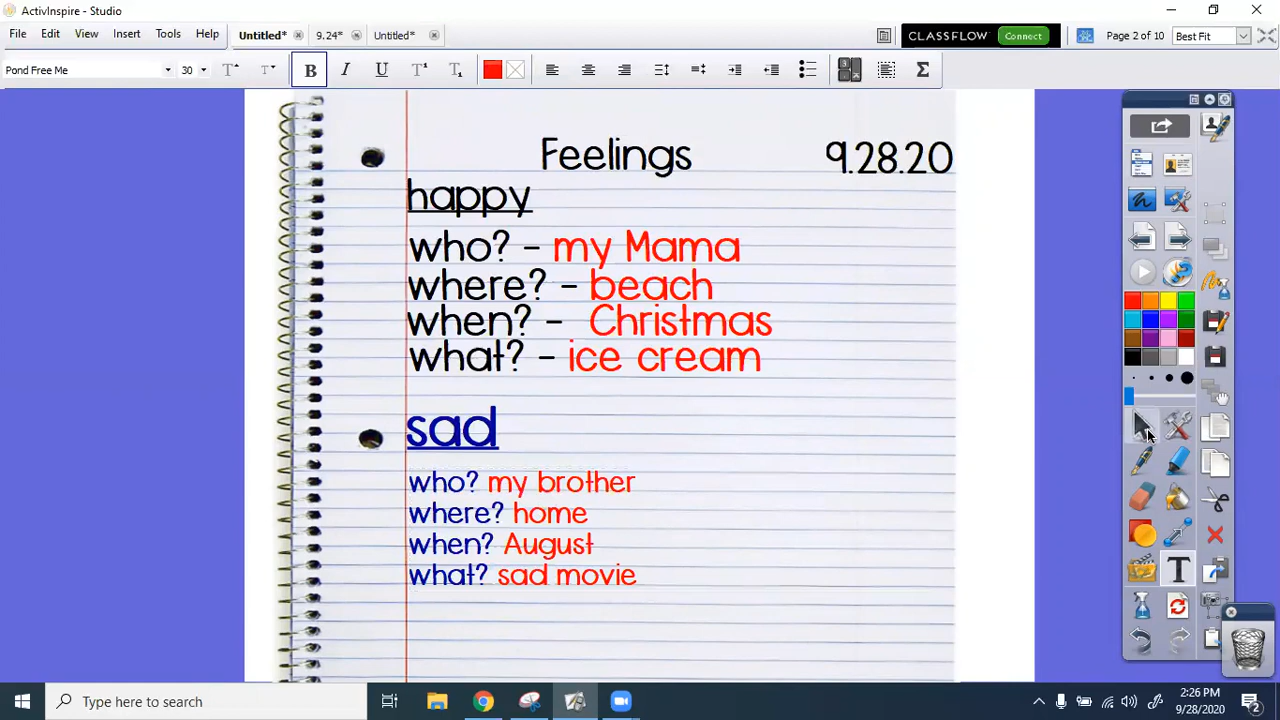 ActivInspire - Studio
File Edit View Insert Tools Help Untitled* 9.24* Untitled* CLASSFLOW Connect Page 2 of 10 Best Fit
Pond Free Me 30 T T B I U T¹ T₁ Σ
Feelings 9.28.20
happy
who? - my Mama
where? - beach
when? - Christmas
what? - ice cream
sad
who? my brother
where? home
when? August
what? sad movie
T
Type here to search
2:26 PM
9/28/2020
2